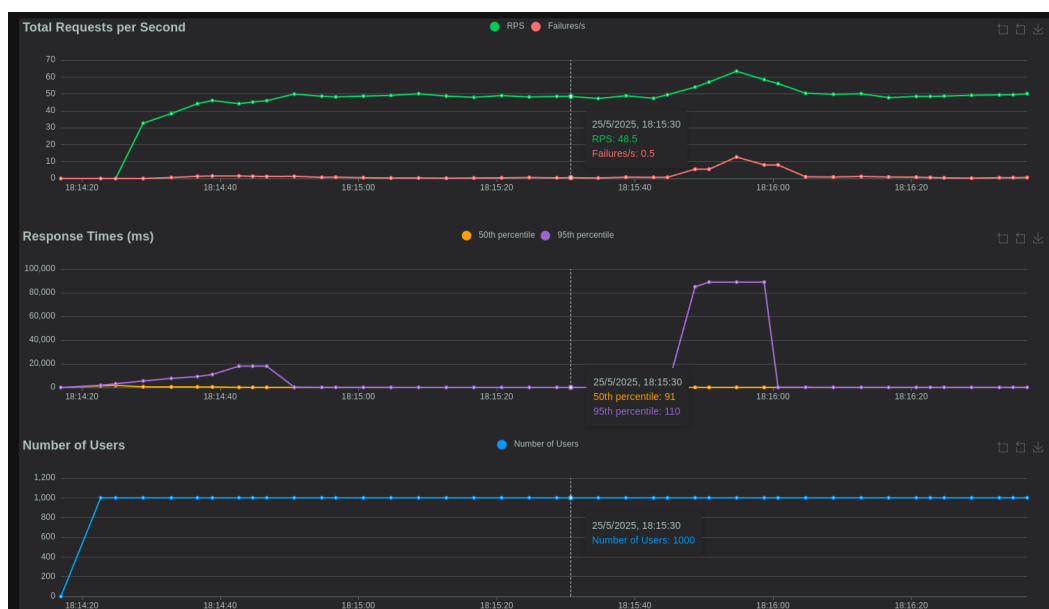 Total Requests per Second
RPS Failures/s
70
60
50
40
30
20
10
0
25/5/2025, 18:15:30
RPS: 48.5
Failures/s: 0.5
18:14:20 18:14:40 18:15:00 18:15:20 18:15:40 18:16:00 18:16:20
Response Times (ms)
50th percentile 95th percentile
100,000
80,000
60,000
40,000
20,000
0
25/5/2025, 18:15:30
50th percentile: 91
95th percentile: 110
18:14:20 18:14:40 18:15:00 18:15:20 18:16:00 18:16:20
Number of Users
Number of Users
1,200
1,000
800
600
400
200
0
25/5/2025, 18:15:30
Number of Users: 1000
18:14:20 18:14:40 18:15:00 18:15:20 18:15:40 18:16:00 18:16:20